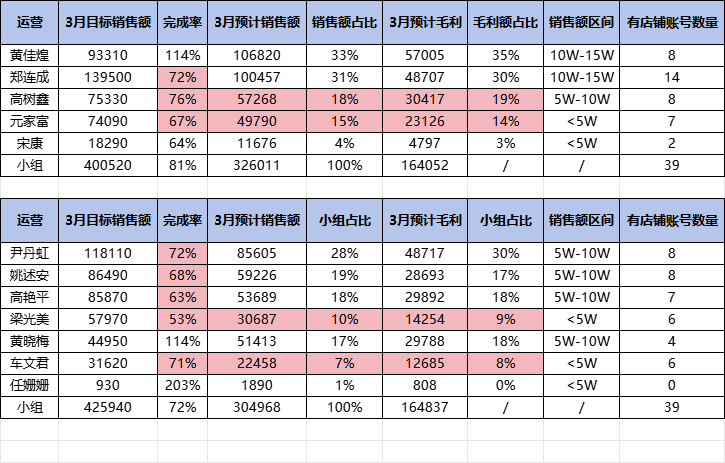 运营 3月目标销售额 完成率 3月预计销售额 销售额占比 3月预计毛利 毛利额占比 销售额区间 有店铺账号数量
黄佳煌 93310 114% 106820 33% 57005 35% 10W-15W 8
郑连成 139500 72% 100457 31% 48707 30% 10W-15W 14
高树鑫 75330 76% 57268 18% 30417 19% 5W-10W 8
元家富 74090 67% 49790 15% 23126 14% <5W 7
宋康 18290 64% 11676 4% 4797 3% <5W 2
小组 400520 81% 326011 100% 164052 / / 39
运营 3月目标销售额 完成率 3月预计销售额 小组占比 3月预计毛利 小组占比 销售额区间 有店铺账号数量
尹丹虹 118110 72% 85605 28% 48717 30% 5W-10W 8
姚述安 86490 68% 59226 19% 28693 17% 5W-10W 8
高艳平 85870 63% 53689 18% 29892 18% 5W-10W 7
梁光美 57970 53% 30687 10% 14254 9% <5W 6
黄晓梅 44950 114% 51413 17% 29788 18% 5W-10W 4
车文君 31620 71% 22458 7% 12685 8% <5W 6
任姗姗 930 203% 1890 1% 808 0% <5W 0
小组 425940 72% 304968 100% 164837 / / 39